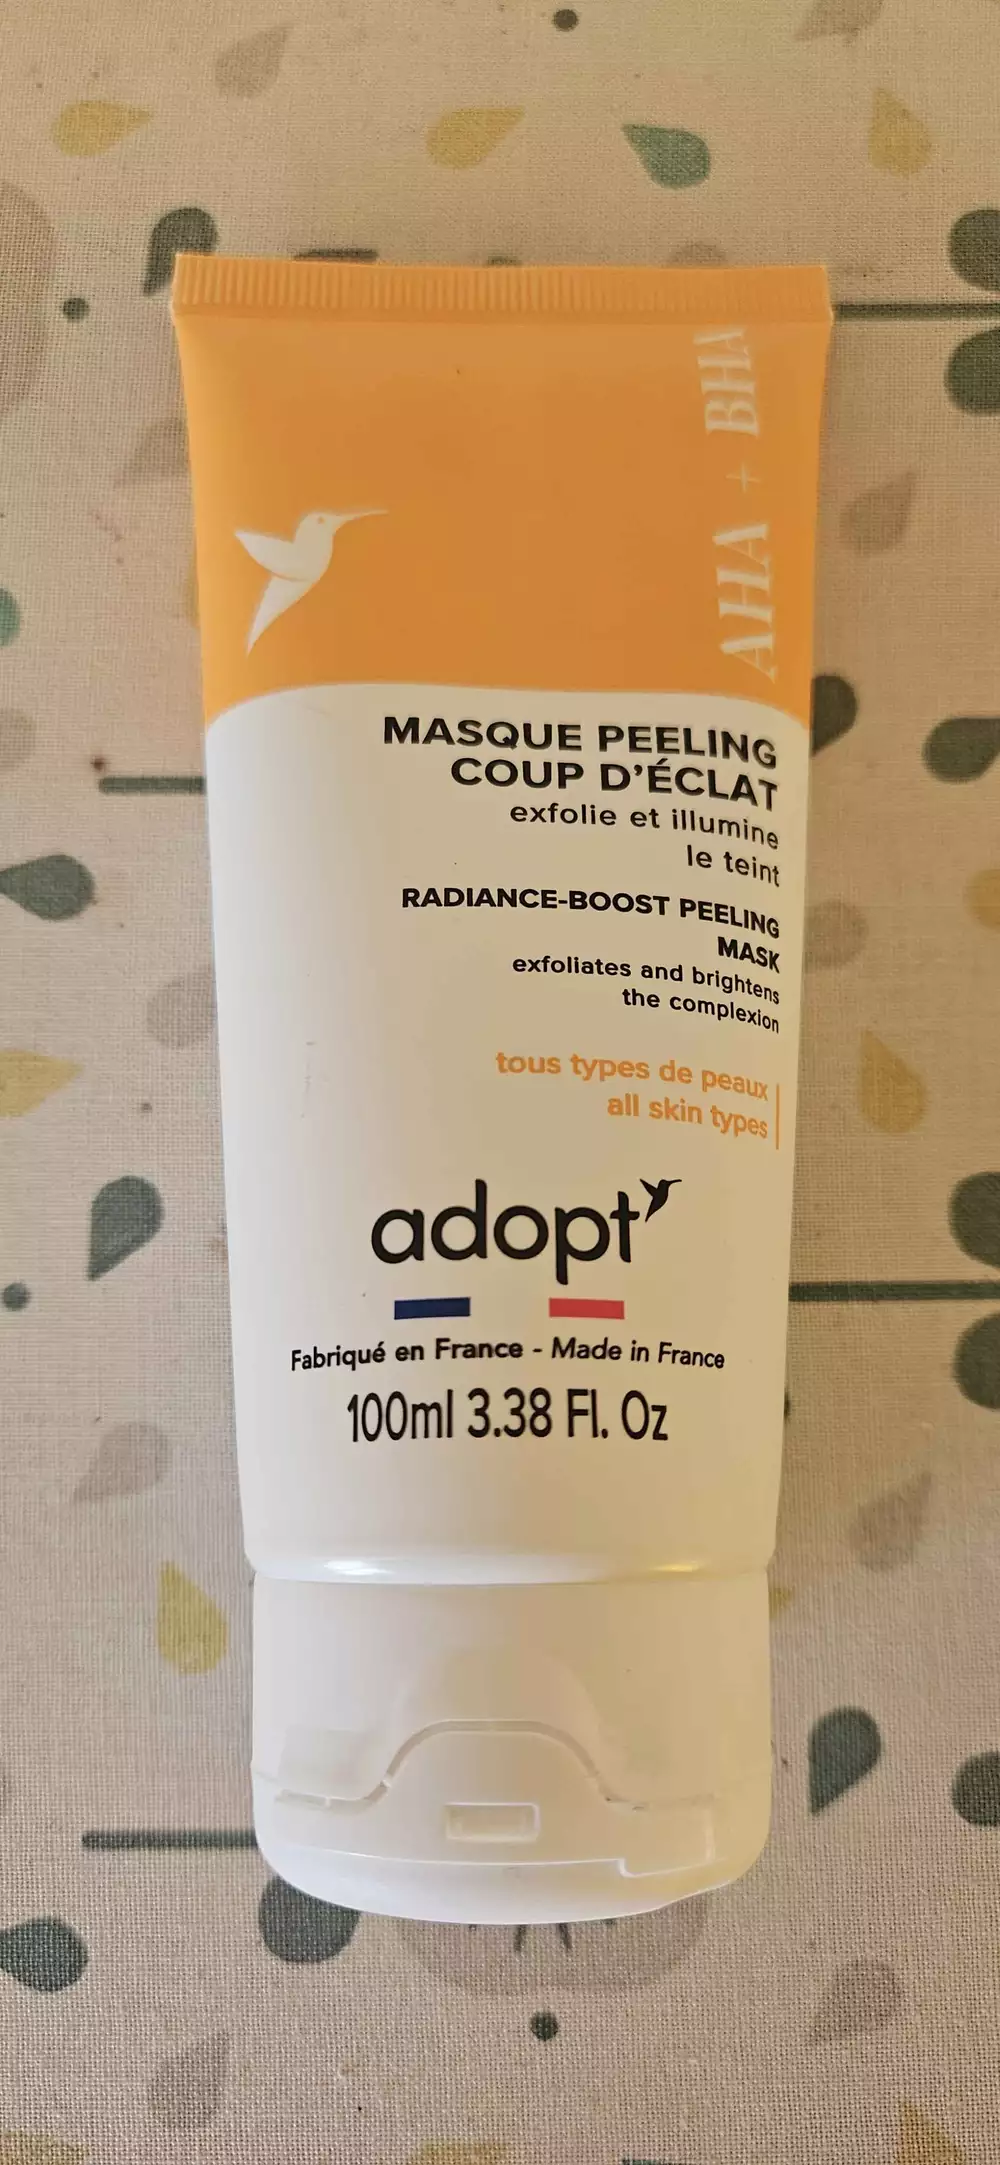 AHA + BHA
MASQUE PEELING
COUP D'ÉCLAT
exfolie et illumine
le teint
RADIANCE-BOOST PEELING
MASK
exfoliates and brightens
the complexion
tous types de peaux
all skin types
adopt
Fabriqué en France - Made in France
100ml 3.38 Fl. Oz